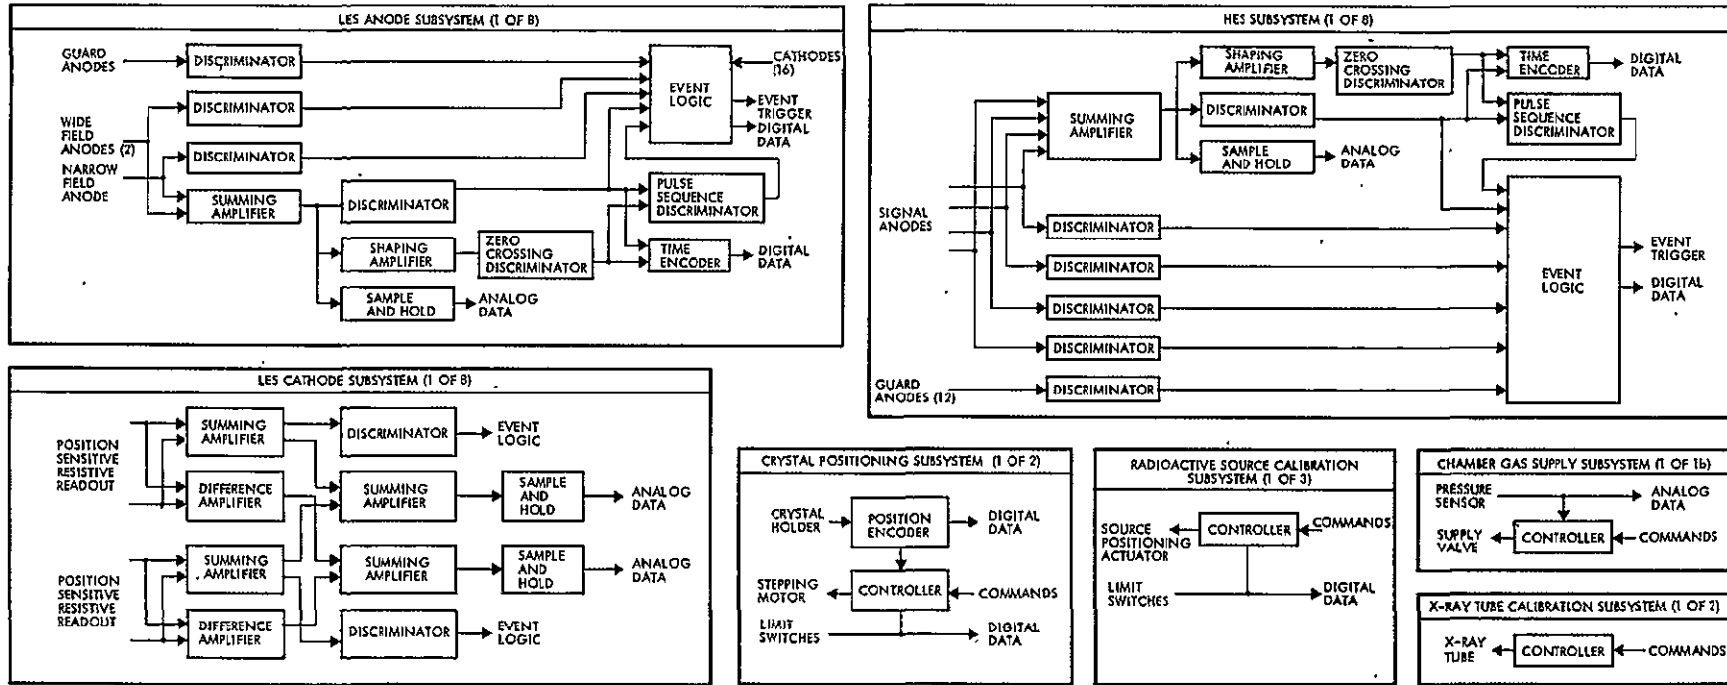 LES ANODE SUBSYSTEM (1 OF 8)
GUARD
ANODES
DISCRIMINATOR
DISCRIMINATOR
WIDE
FIELD
ANODES (2)
NARROW
FIELD
ANODE
DISCRIMINATOR
SUMMING
AMPLIFIER
DISCRIMINATOR
SHAPING
AMPLIFIER
ZERO
CROSSING
DISCRIMINATOR
SAMPLE
AND HOLD
ANALOG
DATA
EVENT
LOGIC
CATHODES
(16)
EVENT
TRIGGER
DIGITAL
DATA
PULSE
SEQUENCE
DISCRIMINATOR
TIME
ENCODER
DIGITAL
DATA
HES SUBSYSTEM (1 OF 8)
SHAPING
AMPLIFIER
ZERO
CROSSING
DISCRIMINATOR
TIME
ENCODER
DIGITAL
DATA
SUMMING
AMPLIFIER
DISCRIMINATOR
PULSE
SEQUENCE
DISCRIMINATOR
SAMPLE
AND HOLD
ANALOG
DATA
SIGNAL
ANODES
DISCRIMINATOR
DISCRIMINATOR
DISCRIMINATOR
DISCRIMINATOR
GUARD
ANODES (12)
DISCRIMINATOR
EVENT
LOGIC
EVENT
TRIGGER
DIGITAL
DATA
LES CATHODE SUBSYSTEM (1 OF 8)
POSITION
SENSITIVE
RESISTIVE
READOUT
SUMMING
AMPLIFIER
DISCRIMINATOR
EVENT
LOGIC
DIFFERENCE
AMPLIFIER
SUMMING
AMPLIFIER
SAMPLE
AND
HOLD
ANALOG
DATA
POSITION
SENSITIVE
RESISTIVE
READOUT
SUMMING
AMPLIFIER
SUMMING
AMPLIFIER
SAMPLE
AND
HOLD
ANALOG
DATA
DIFFERENCE
AMPLIFIER
DISCRIMINATOR
EVENT
LOGIC
CRYSTAL POSITIONING SUBSYSTEM (1 OF 2)
CRYSTAL
HOLDER
POSITION
ENCODER
DIGITAL
DATA
STEPPING
MOTOR
CONTROLLER
COMMANDS
LIMIT
SWITCHES
DIGITAL
DATA
RADIOACTIVE SOURCE CALIBRATION
SUBSYSTEM (1 OF 3)
SOURCE
POSITIONING
ACTUATOR
CONTROLLER
COMMANDS
LIMIT
SWITCHES
DIGITAL
DATA
CHAMBER GAS SUPPLY SUBSYSTEM (1 OF 16)
PRESSURE
SENSOR
ANALOG
DATA
SUPPLY
VALVE
CONTROLLER
COMMANDS
X-RAY TUBE CALIBRATION SUBSYSTEM (1 OF 2)
X-RAY
TUBE
CONTROLLER
COMMANDS